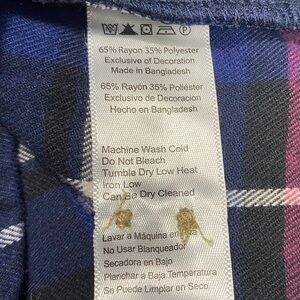 65% Rayon 35% Polyester
Exclusive of Decoration
Made in Bangladesh
65% Rayón 35% Poliéster
Exclusivo de Decoracion
Hecho en Bangladesh
Machine Wash Cold
Do Not Bleach
Tumble Dry Low Heat
Iron Low
Can Be Dry Cleaned
Lavar a Máquina en
No Usar Blanqueador
Secadora en Bajo
Planchar a Baja Temperatura
Se Puede Limpiar en Seco